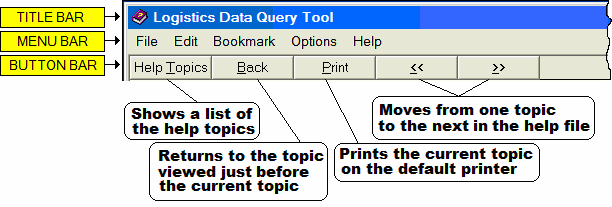 TITLE BAR
Logistics Data Query Tool
MENU BAR
File Edit Bookmark Options Help
BUTTON BAR
Help Topics Back Print << >>
Shows a list of
the help topics
Returns to the topic
viewed just before
the current topic
Prints the current topic
on the default printer
Moves from one topic
to the next in the help file